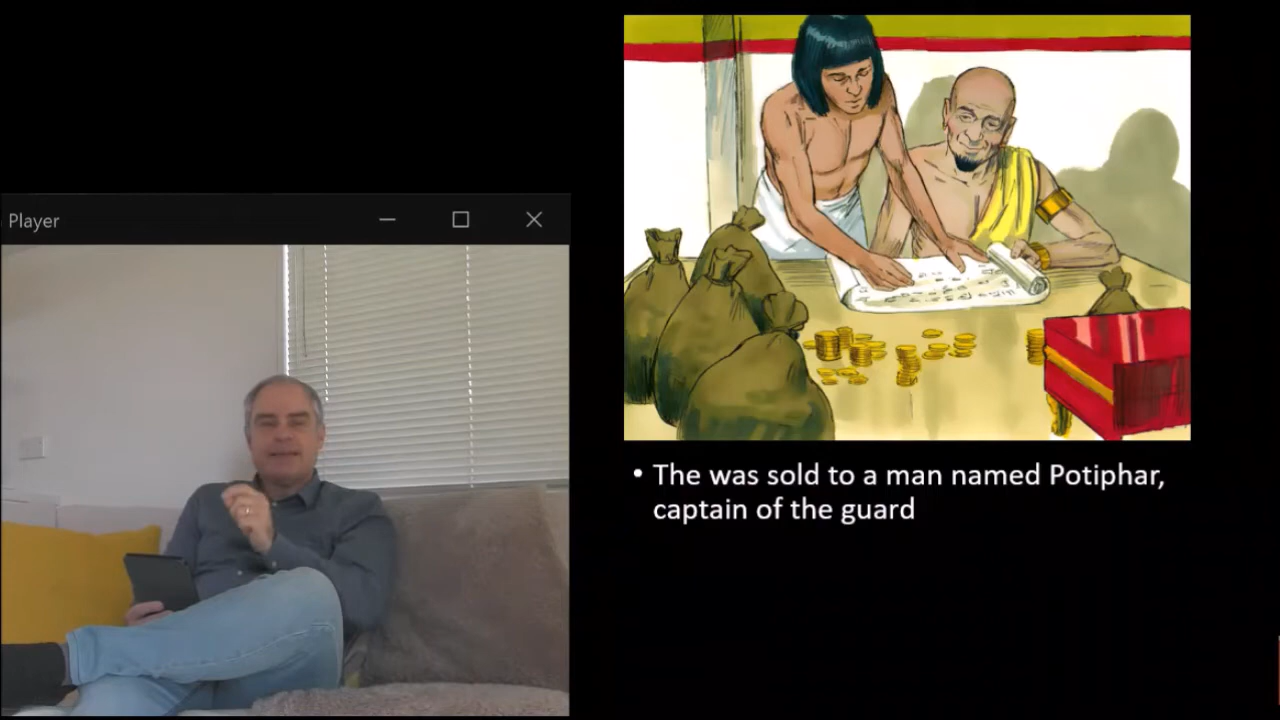 Player
• The was sold to a man named Potiphar,
captain of the guard